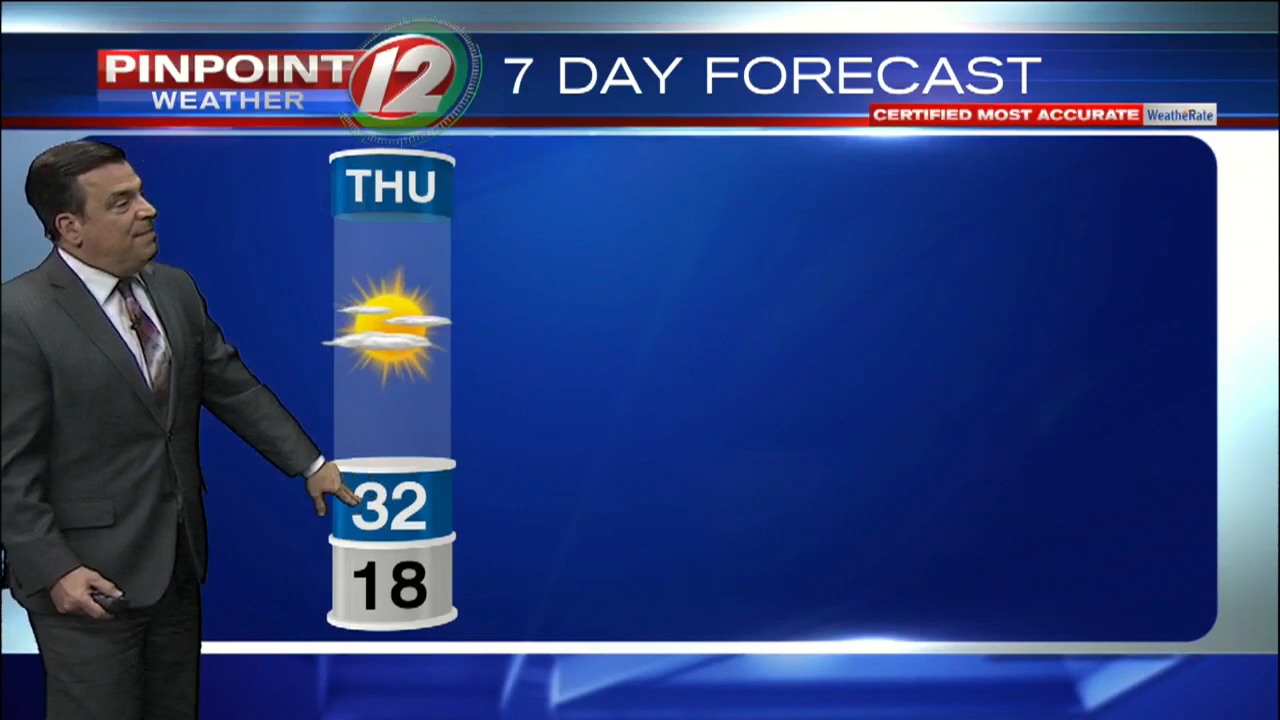 PINPOINT 12
WEATHER
7 DAY FORECAST
CERTIFIED MOST ACCURATE WeatheRate
THU
32
18